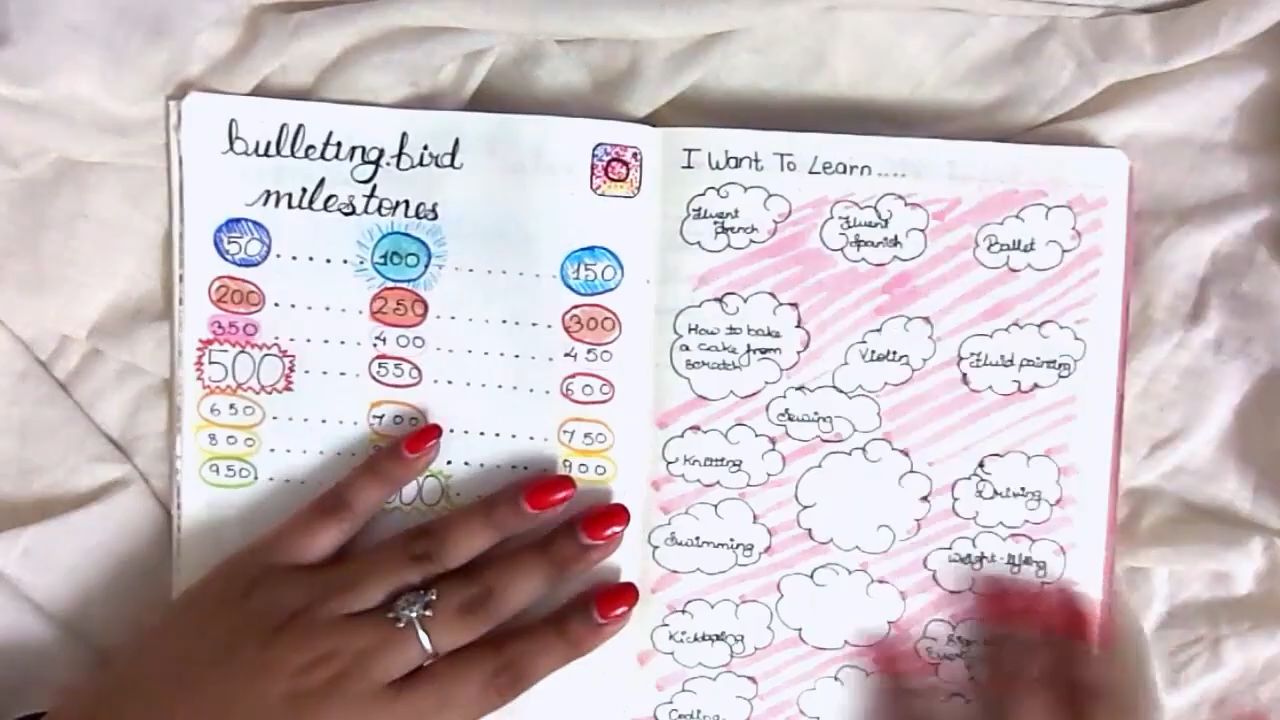 bulleting.bird
milestones
50 100 150
200 250 300
350 400 450
500 550 600
650 700 750
800 900
950
I Want To Learn....
Fluent
French
Fluent
Spanish
Ballet
How to bake
a cake from
scratch
Violin
Fluid painting
Sewing
Knitting
Driving
Swimming
Weight-lifting
Kickboxing
Coding